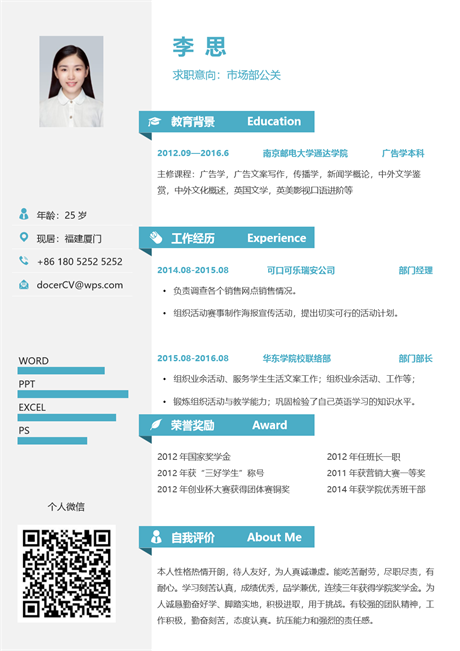 李 思
求职意向：市场部公关
年龄：25 岁
现居：福建厦门
+86 180 5252 5252
docerCV@wps.com
WORD
PPT
EXCEL
PS
个人微信
教育背景 Education
2012.09—2016.6 南京邮电大学通达学院 广告学本科
主修课程：广告学，广告文案写作，传播学，新闻学概论，中外文学鉴
赏，中外文化概述，英国文学，英美影视口语进阶等
工作经历 Experience
2014.08-2015.08 可口可乐瑞安公司 部门经理
• 负责调查各个销售网点销售情况。
• 组织活动赛事制作海报宣传活动，提出切实可行的活动计划。
2015.08-2016.08 华东学院校联络部 部门部长
• 组织业余活动、服务学生生活文案工作；组织业余活动、工作等；
• 锻炼组织活动与教学能力；巩固检验了自己英语学习的知识水平。
荣誉奖励 Award
2012 年国家奖学金 2012 年任班长一职
2012 年获“三好学生”称号 2011 年获营销大赛一等奖
2012 年创业杯大赛获得团体赛铜奖 2014 年获学院优秀班干部
自我评价 About Me
本人性格热情开朗，待人友好，为人真诚谦虚。能吃苦耐劳，尽职尽责，有
耐心。学习刻苦认真，成绩优秀，品学兼优，连续三年获得学院奖学金。为
人诚恳勤奋好学、脚踏实地，积极进取，用于挑战。有较强的团队精神，工
作积极，勤奋刻苦，态度认真。抗压能力和强烈的责任感。